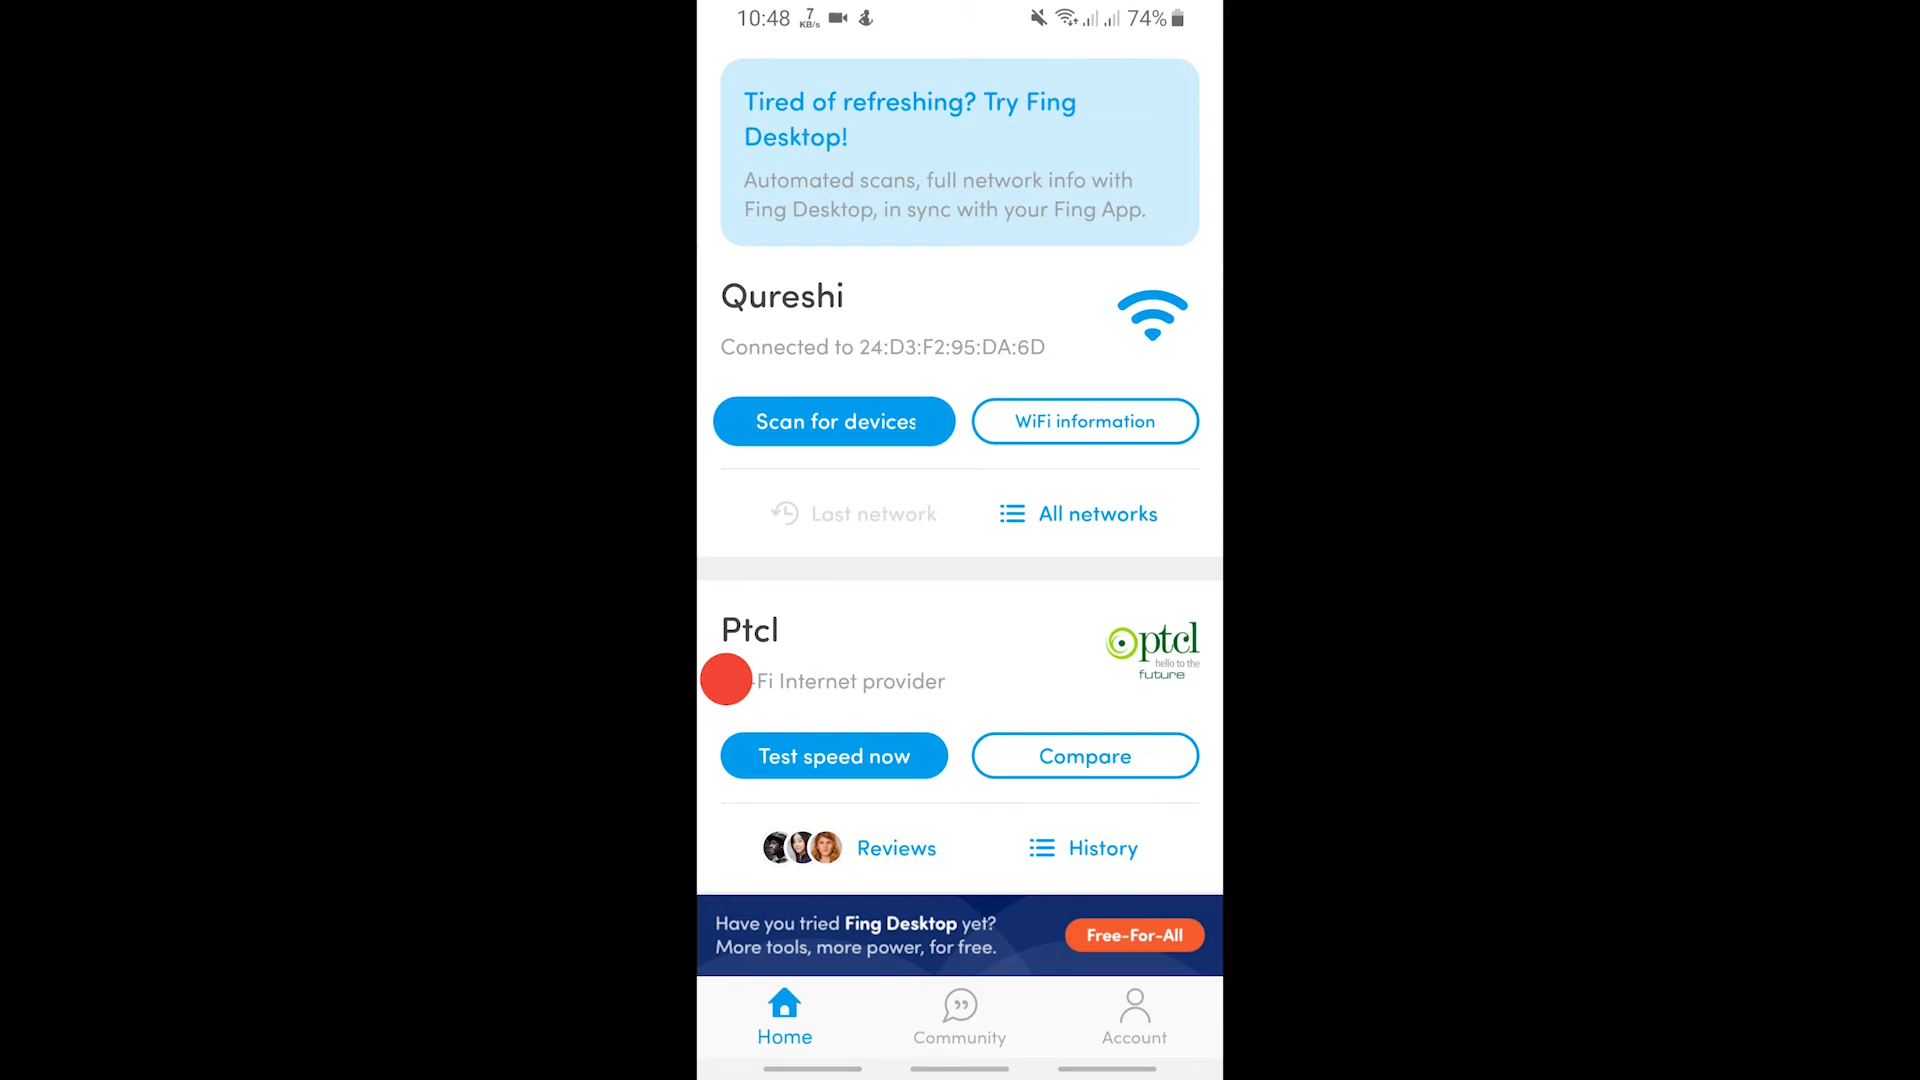 10:48 7 KB/s 74%
Tired of refreshing? Try Fing
Desktop!
Automated scans, full network info with
Fing Desktop, in sync with your Fing App.
Qureshi
Connected to 24:D3:F2:95:DA:6D
Scan for devices
WiFi information
Last network
All networks
Ptcl
ptcl
hello to the
future
-Fi Internet provider
Test speed now
Compare
Reviews
History
Have you tried Fing Desktop yet?
More tools, more power, for free.
Free-For-All
Home
Community
Account